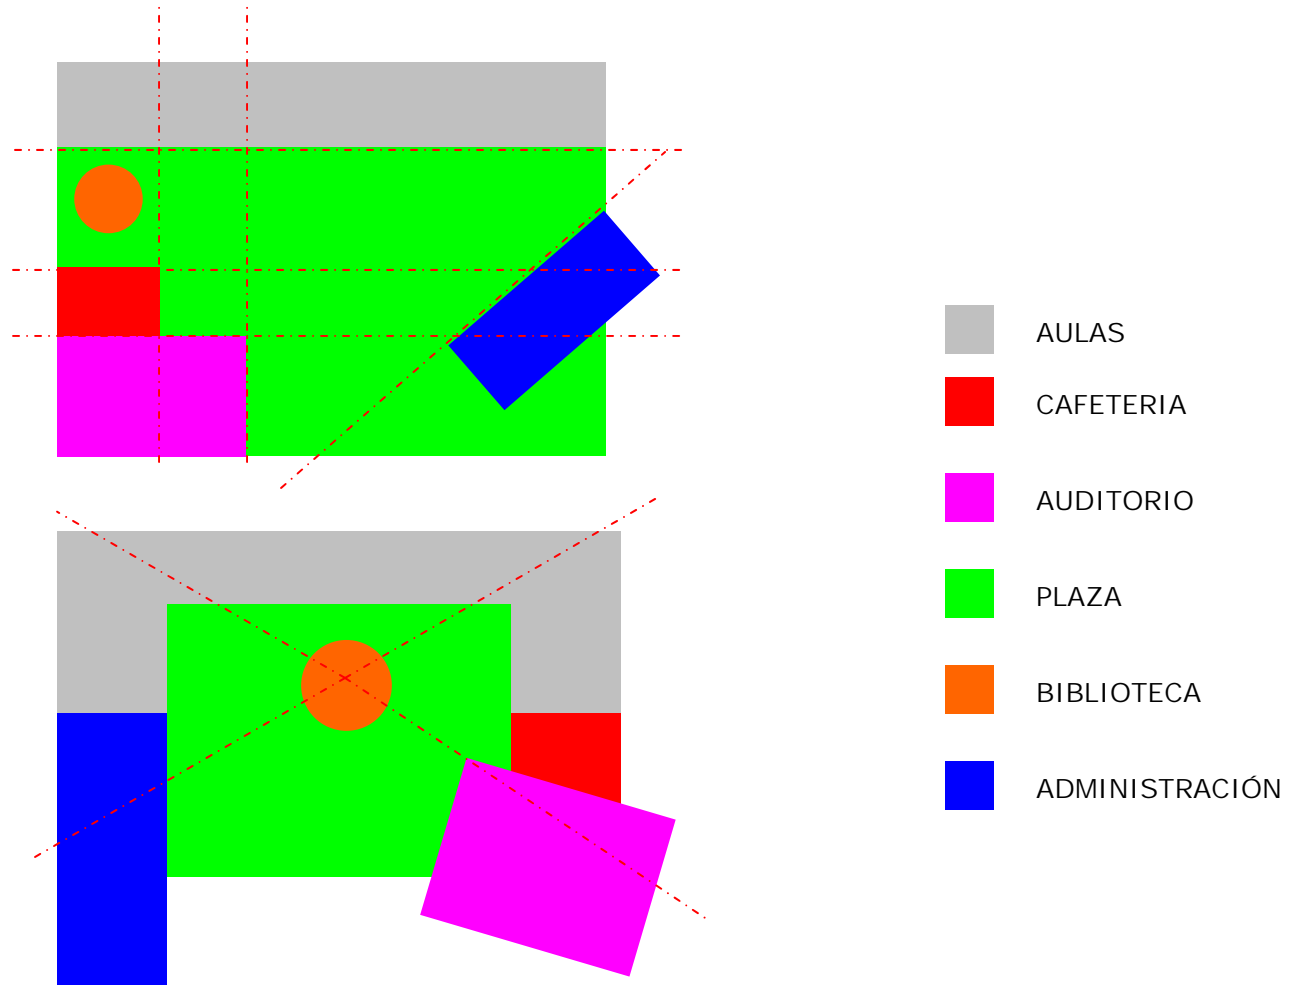 AULAS
CAFETERIA
AUDITORIO
PLAZA
BIBLIOTECA
ADMINISTRACIÓN